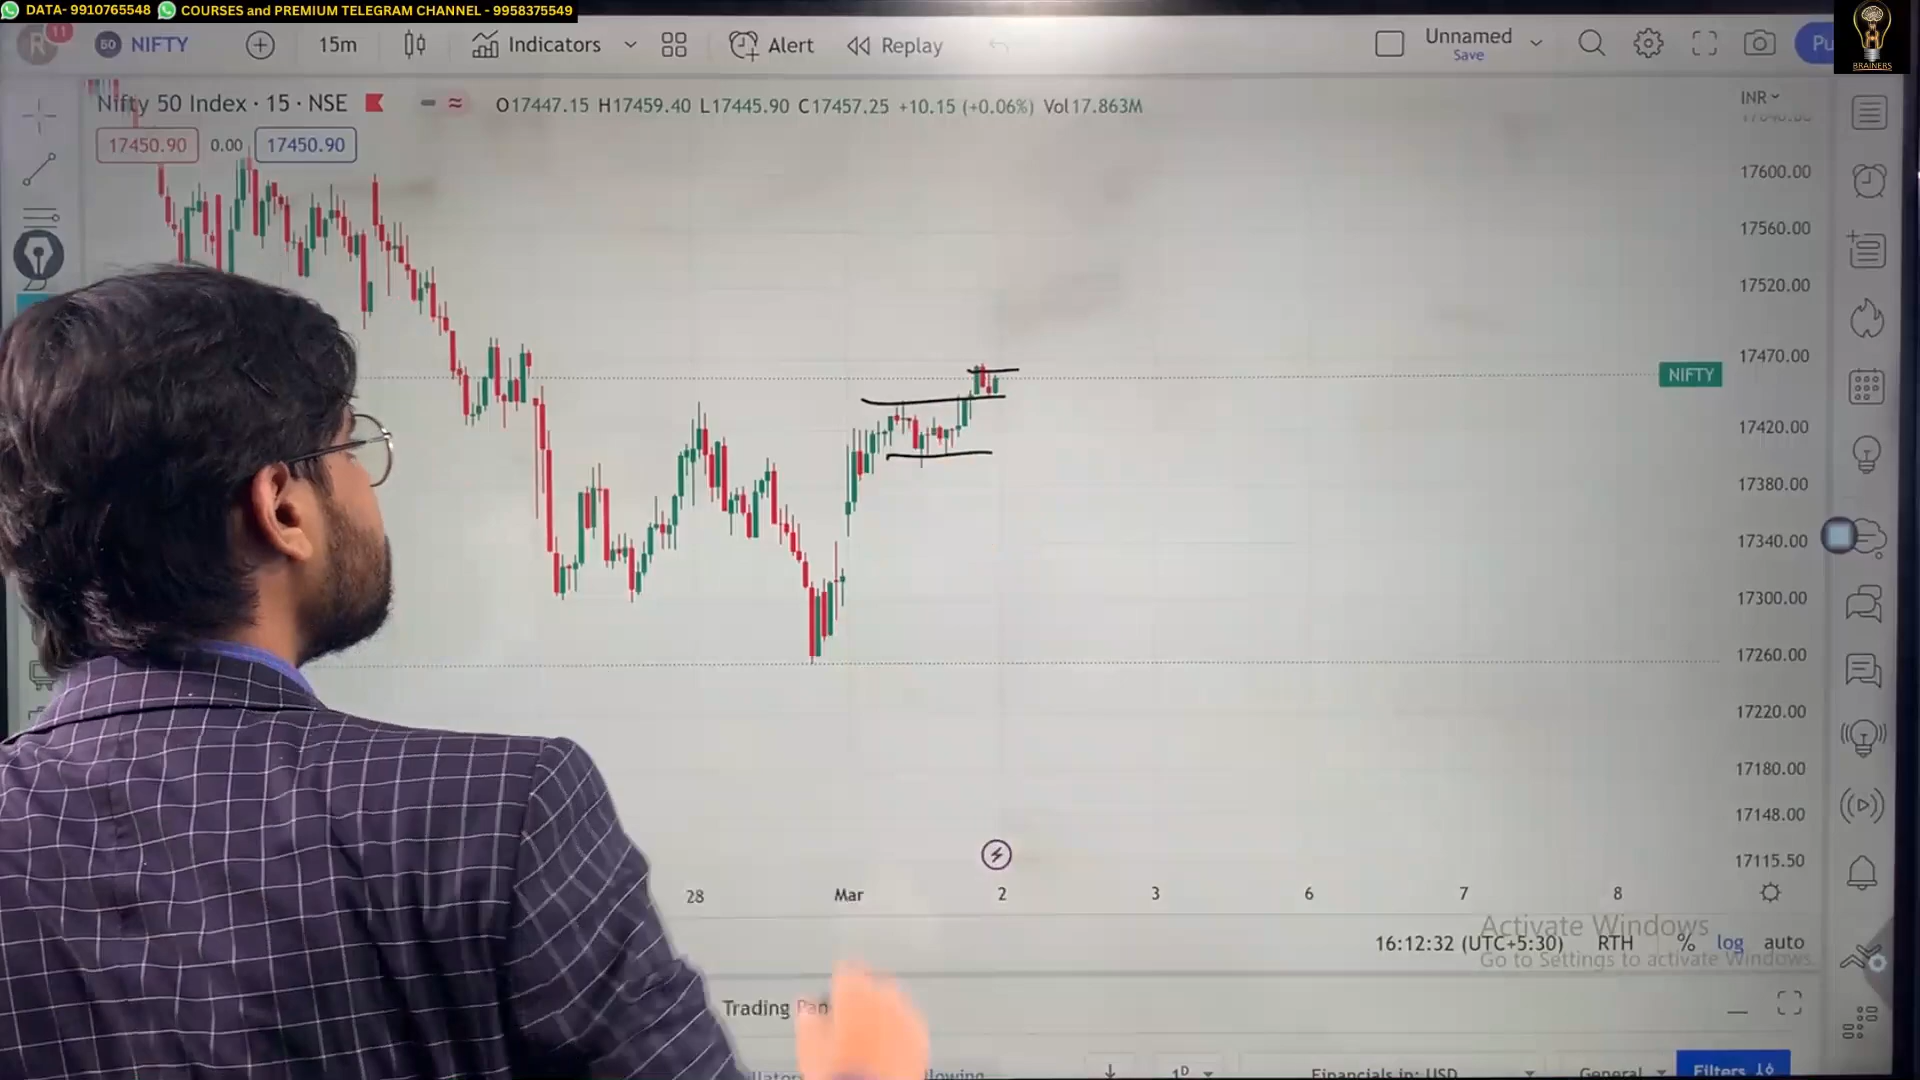 DATA- 9910765548 COURSES and PREMIUM TELEGRAM CHANNEL - 9958375549
R 11 50 NIFTY 15m Indicators Alert Replay Unnamed Save Pu
BRAINERS
Nifty 50 Index · 15 · NSE O17447.15 H17459.40 L17445.90 C17457.25 +10.15 (+0.06%) Vol17.863M
INR
17450.90 0.00 17450.90
17600.00
17560.00
17520.00
17470.00
NIFTY
17420.00
17380.00
17340.00
17300.00
17260.00
17220.00
17180.00
17148.00
17115.50
28 Mar 2 3 6 7 8
Activate Windows
16:12:32 (UTC+5:30) RTH % log auto
Go to Settings to activate Windows.
Trading Pan
1D Financials in: USD General Filters